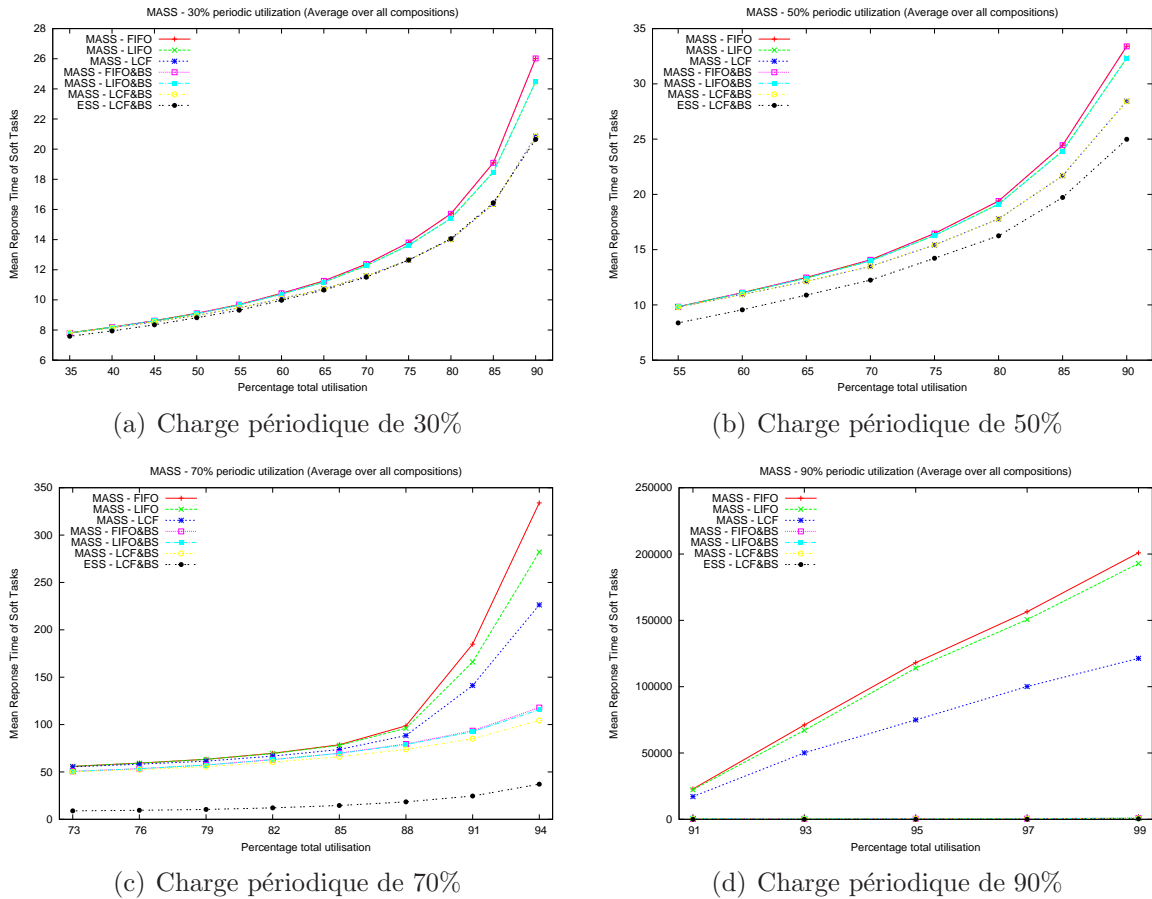 MASS - 30% periodic utilization (Average over all compositions)
Mean Reponse Time of Soft Tasks
28
26
24
22
20
18
16
14
12
10
8
6
MASS - FIFO
MASS - LIFO
MASS - LCF
MASS - FIFO&BS
MASS - LIFO&BS
MASS - LCF&BS
ESS - LCF&BS
35 40 45 50 55 60 65 70 75 80 85 90
Percentage total utilisation
(a) Charge périodique de 30%
MASS - 50% periodic utilization (Average over all compositions)
Mean Reponse Time of Soft Tasks
35
30
25
20
15
10
5
MASS - FIFO
MASS - LIFO
MASS - LCF
MASS - FIFO&BS
MASS - LIFO&BS
MASS - LCF&BS
ESS - LCF&BS
55 60 65 70 75 80 85 90
Percentage total utilisation
(b) Charge périodique de 50%
MASS - 70% periodic utilization (Average over all compositions)
Mean Reponse Time of Soft Tasks
350
300
250
200
150
100
50
0
MASS - FIFO
MASS - LIFO
MASS - LCF
MASS - FIFO&BS
MASS - LIFO&BS
MASS - LCF&BS
ESS - LCF&BS
73 76 79 82 85 88 91 94
Percentage total utilisation
(c) Charge périodique de 70%
MASS - 90% periodic utilization (Average over all compositions)
Mean Reponse Time of Soft Tasks
250000
200000
150000
100000
50000
0
MASS - FIFO
MASS - LIFO
MASS - LCF
MASS - FIFO&BS
MASS - LIFO&BS
MASS - LCF&BS
ESS - LCF&BS
91 93 95 97 99
Percentage total utilisation
(d) Charge périodique de 90%